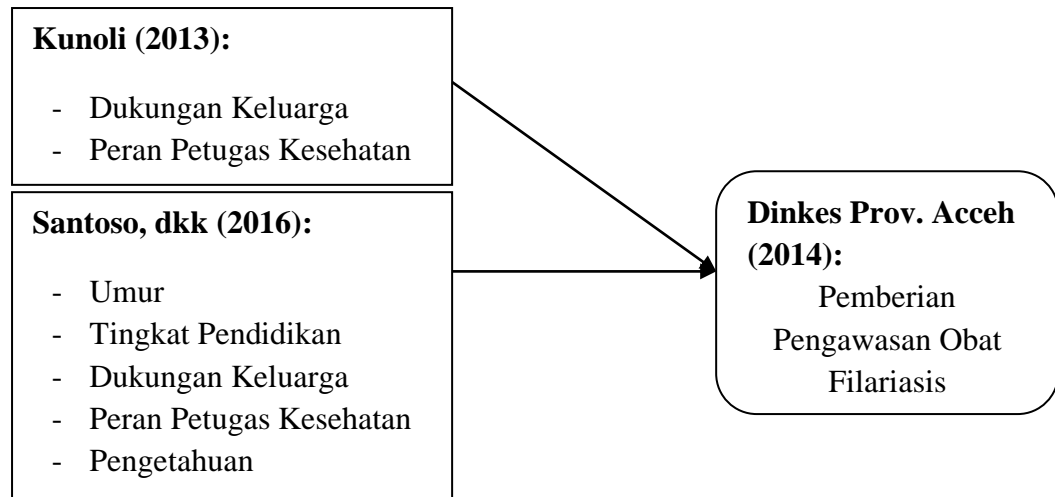 Kunoli (2013):
- Dukungan Keluarga
- Peran Petugas Kesehatan
Santoso, dkk (2016):
- Umur
- Tingkat Pendidikan
- Dukungan Keluarga
- Peran Petugas Kesehatan
- Pengetahuan
Dinkes Prov. Acceh
(2014):
Pemberian
Pengawasan Obat
Filariasis